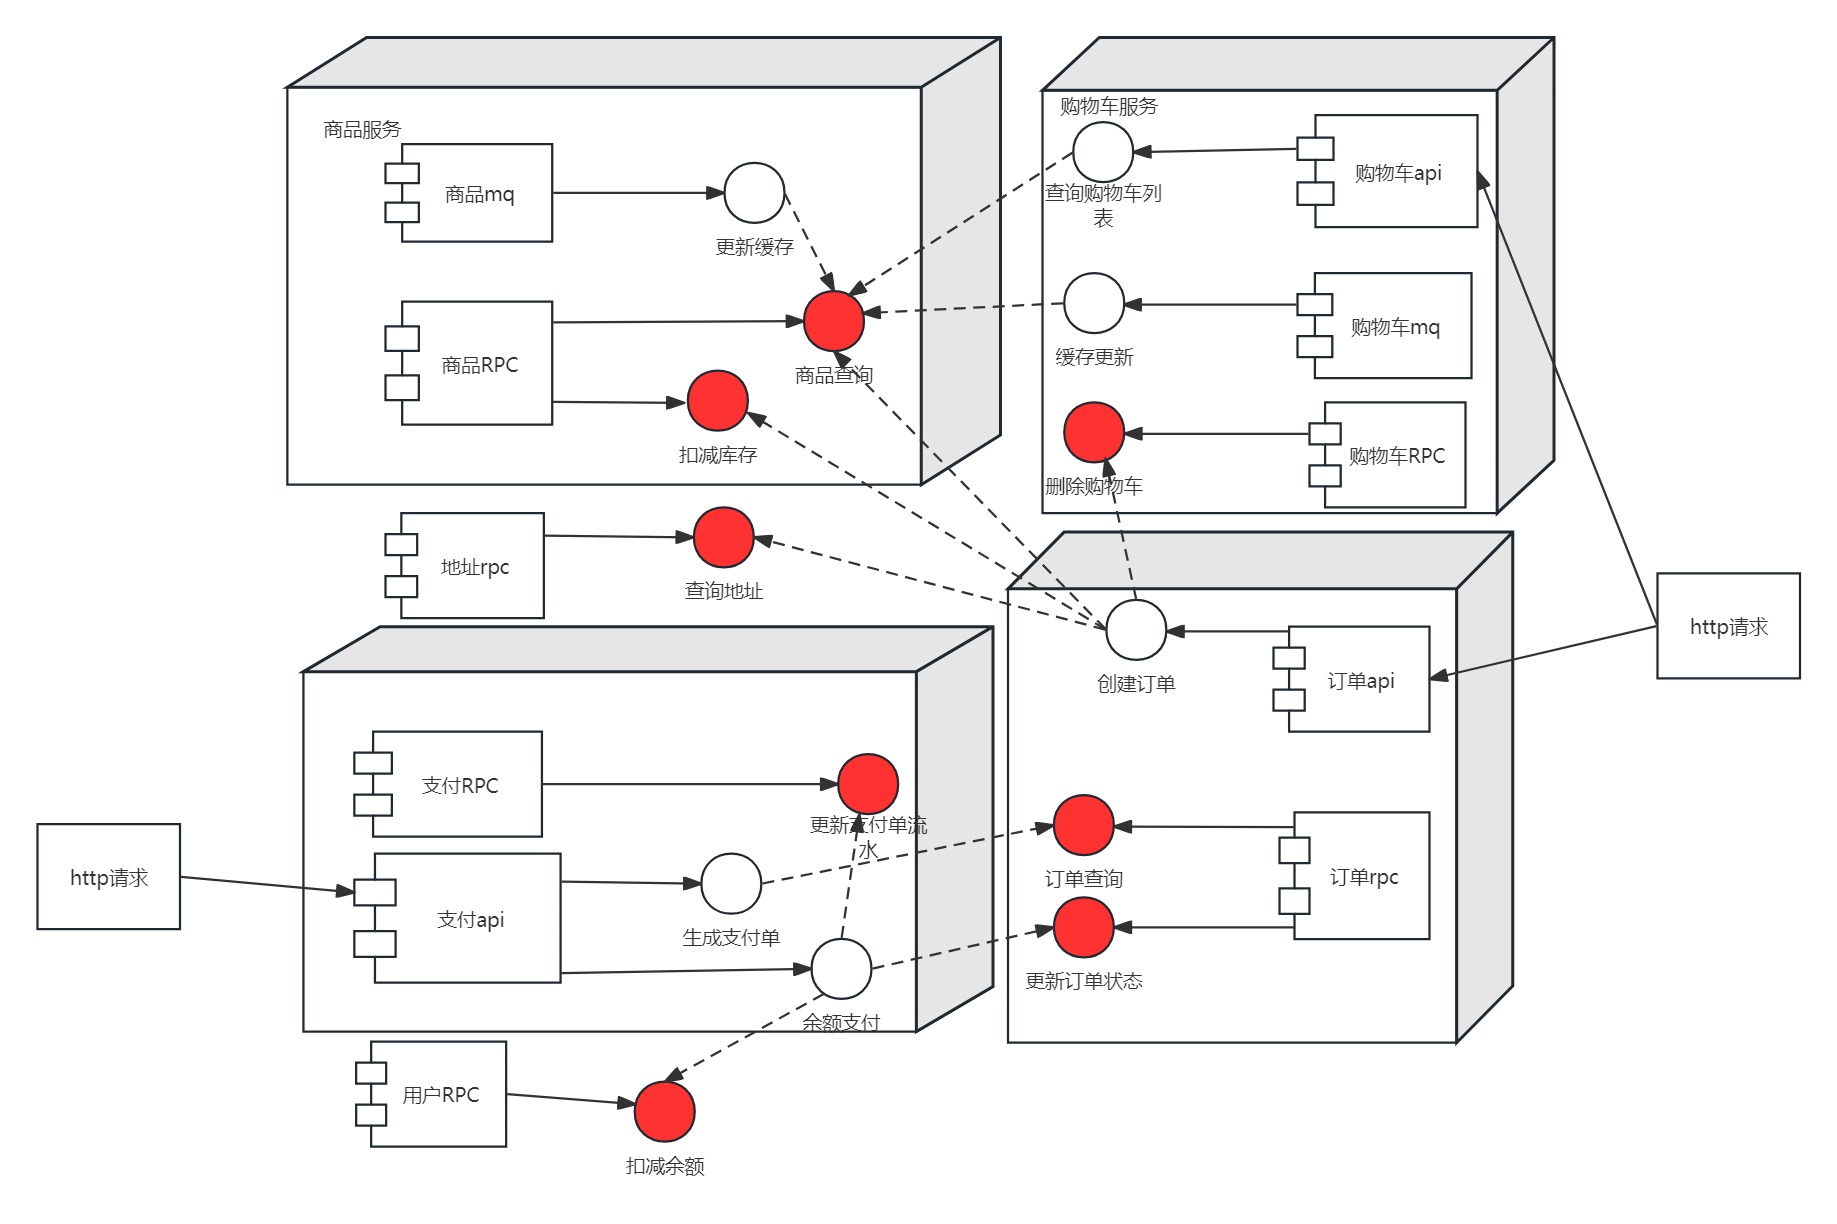 商品服务
商品mq
更新缓存
商品RPC
商品查询
扣减库存
购物车服务
购物车api
查询购物车列
表
购物车mq
缓存更新
购物车RPC
删除购物车
地址rpc
查询地址
http请求
创建订单
订单api
支付RPC
更新支付单流
水
http请求
支付api
生成支付单
余额支付
订单查询
订单rpc
更新订单状态
用户RPC
扣减余额